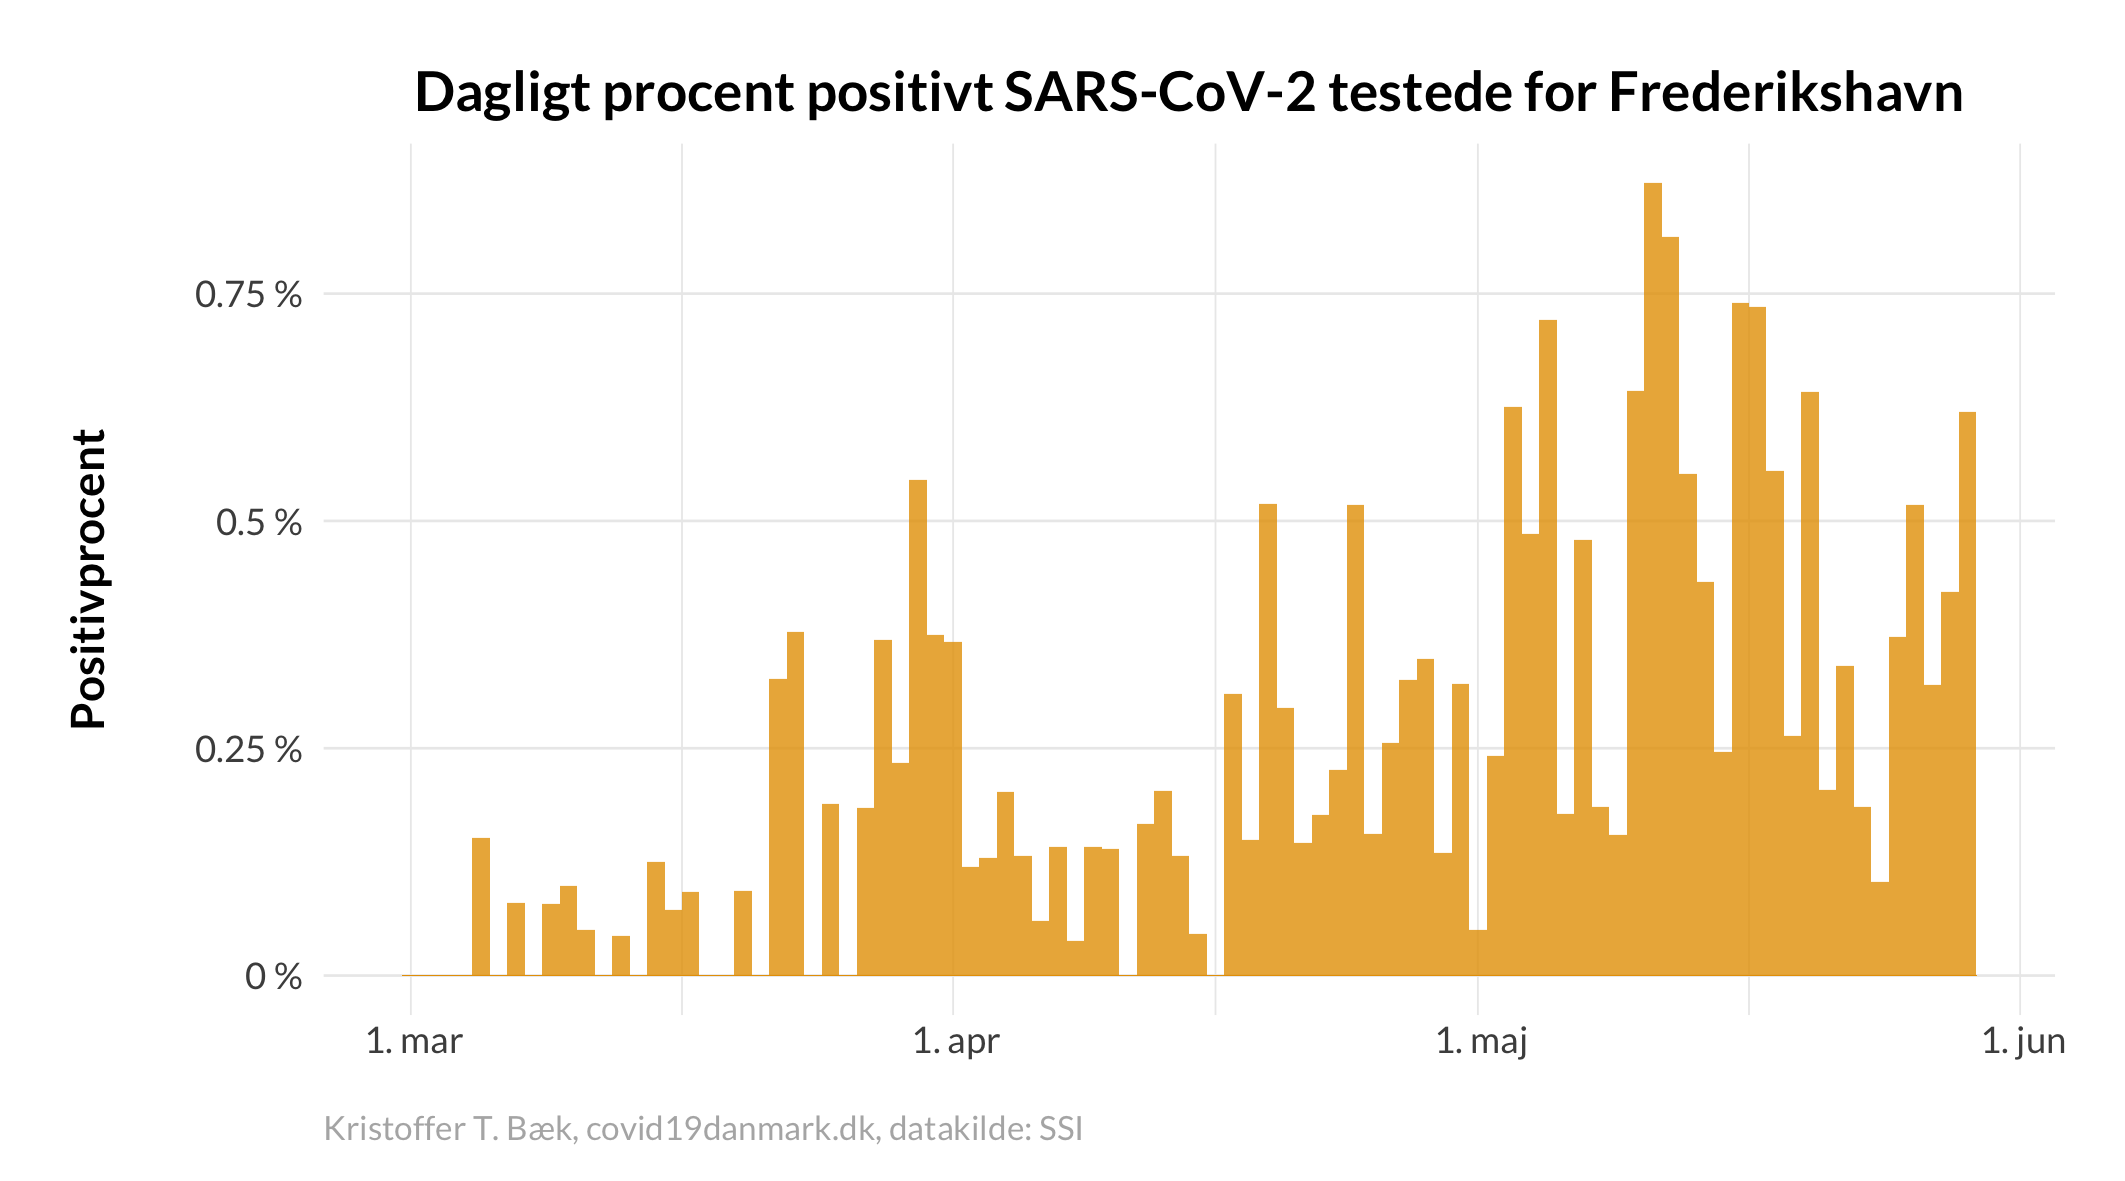 Dagligt procent positivt SARS-CoV-2 testede for Frederikshavn
Positivprocent
0.75 %
0.5 %
0.25 %
0 %
1. mar
1. apr
1. maj
1. jun
Kristoffer T. Bæk, covid19danmark.dk, datakilde: SSI